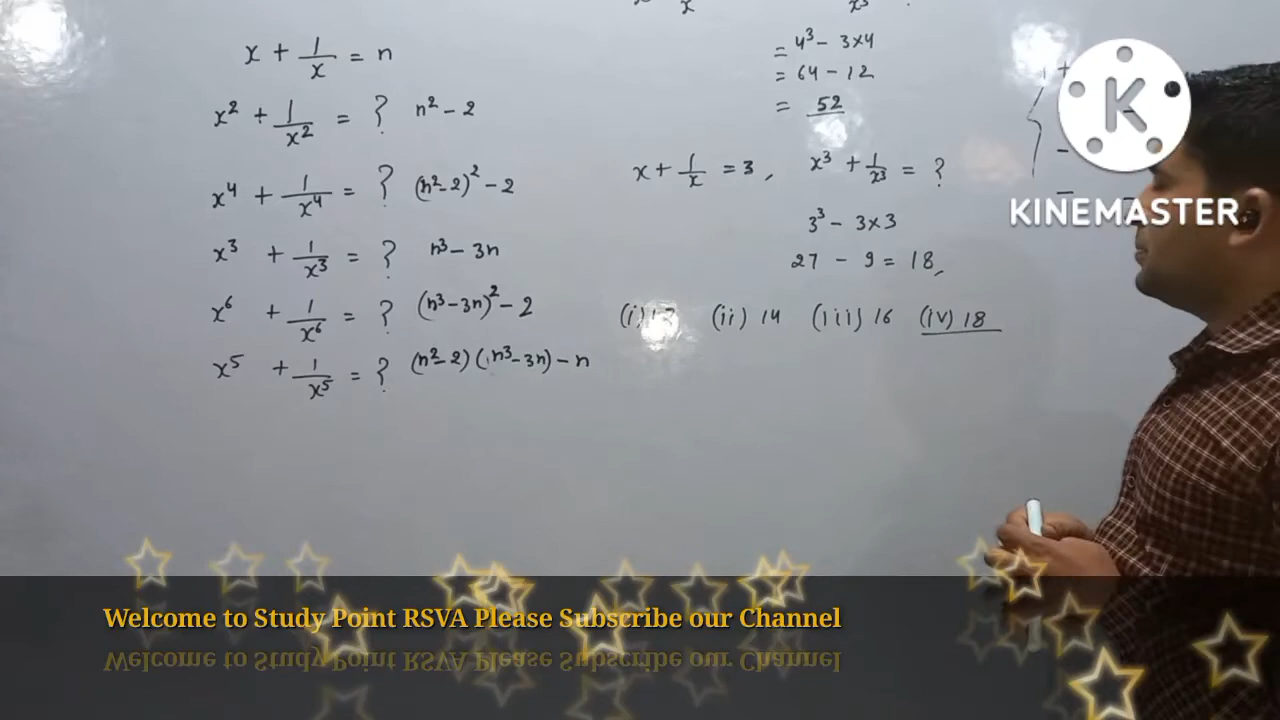 x + 1/x = n
x² + 1/x² = ? n² - 2
x⁴ + 1/x⁴ = ? (n² - 2)² - 2
x³ + 1/x³ = ? n³ - 3n
x⁶ + 1/x⁶ = ? (n³ - 3n)² - 2
x⁵ + 1/x⁵ = ? (n² - 2) (n³ - 3n) - n
= 4³ - 3×4
= 64 - 12
= 52
x + 1/x = 3, x³ + 1/x³ = ?
3³ - 3×3
27 - 9 = 18,
(i) (ii) 14 (iii) 16 (iv) 18
KINEMASTER
Welcome to Study Point RSVA Please Subscribe our Channel